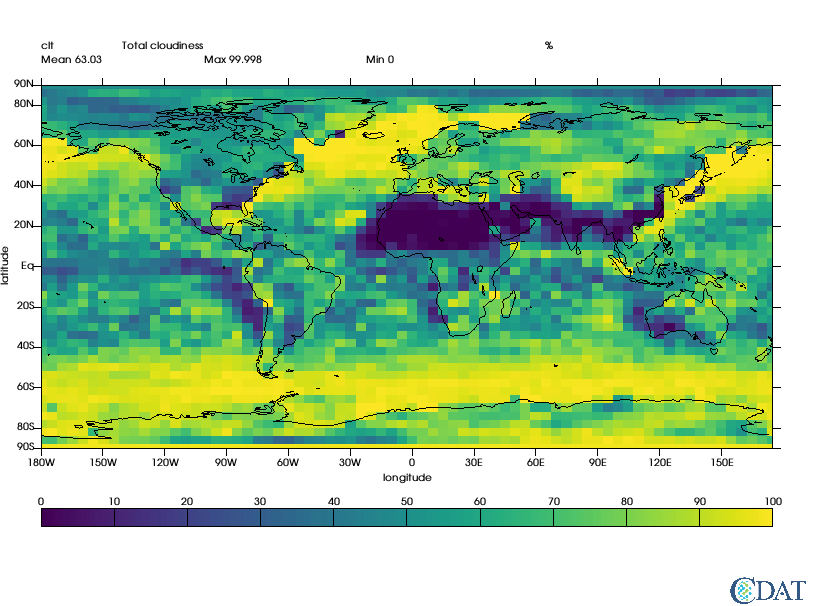 clt Total cloudiness %
Mean 63.03 Max 99.998 Min 0
90N
80N
60N
40N
20N
Eq
20S
40S
60S
80S
90S
latitude
180W 150W 120W 90W 60W 30W 0 30E 60E 90E 120E 150E
longitude
0 10 20 30 40 50 60 70 80 90 100
CDAT